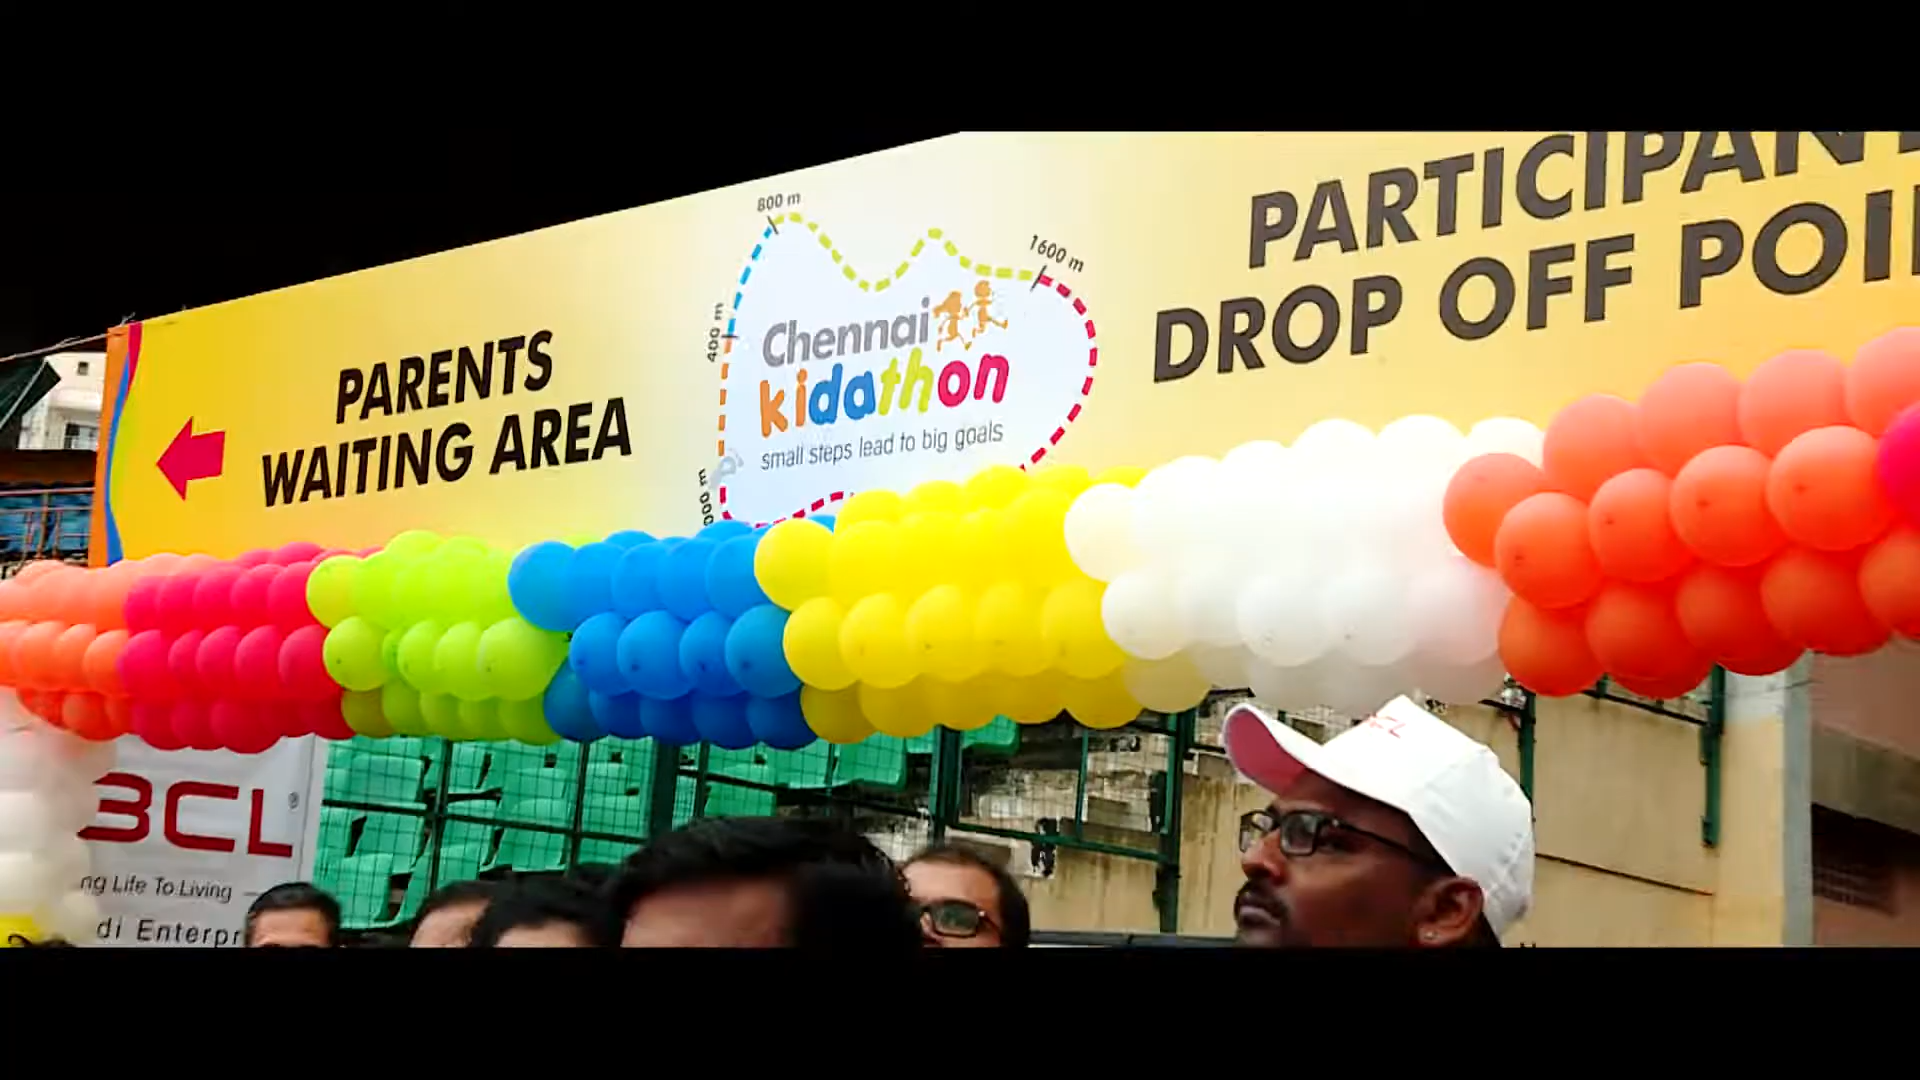 PARENTS
WAITING AREA
800 m
1600 m
400 m
Chennai
kidathon
small steps lead to big goals
PARTICIPAN
DROP OFF POI
BCL®
ng Life To Living
di Enterpr